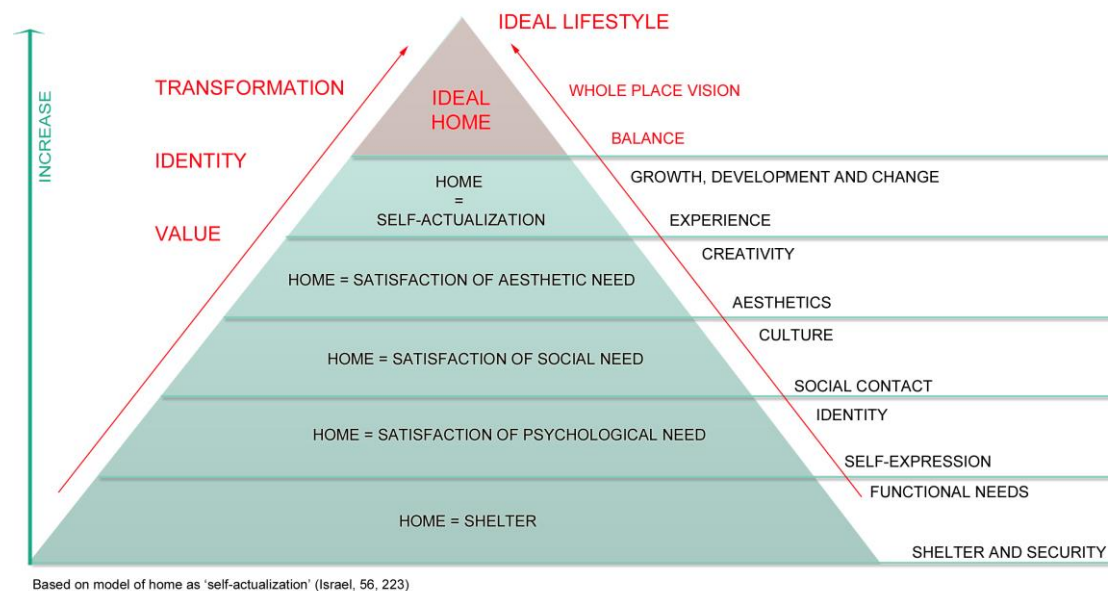 IDEAL LIFESTYLE
TRANSFORMATION
WHOLE PLACE VISION
IDEAL
HOME
INCREASE
BALANCE
IDENTITY
GROWTH, DEVELOPMENT AND CHANGE
HOME
=
SELF-ACTUALIZATION
EXPERIENCE
VALUE
CREATIVITY
HOME = SATISFACTION OF AESTHETIC NEED
AESTHETICS
CULTURE
HOME = SATISFACTION OF SOCIAL NEED
SOCIAL CONTACT
IDENTITY
HOME = SATISFACTION OF PSYCHOLOGICAL NEED
SELF-EXPRESSION
FUNCTIONAL NEEDS
HOME = SHELTER
SHELTER AND SECURITY
Based on model of home as ‘self-actualization’ (Israel, 56, 223)